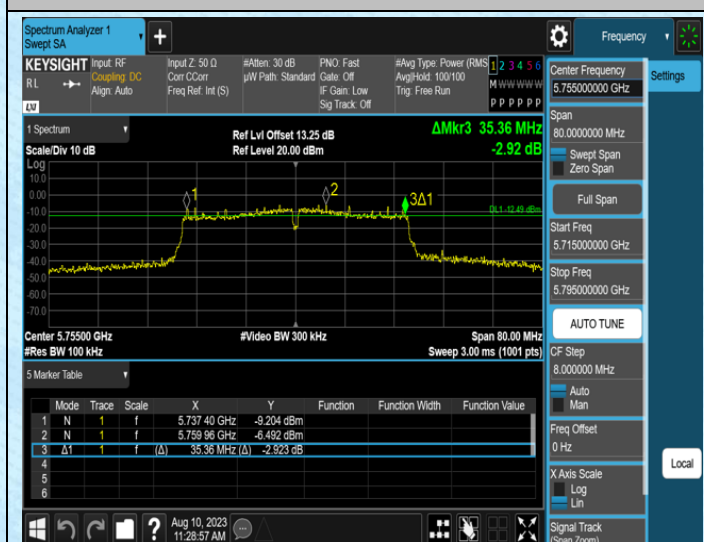 Spectrum Analyzer 1
Swept SA
Frequency
KEYSIGHT
RL
LXI
Input: RF
Coupling: DC
Align: Auto
Input Z: 50 Ω
Corr CCorr
Freq Ref: Int (S)
#Atten: 30 dB
µW Path: Standard
PNO: Fast
Gate: Off
IF Gain: Low
Sig Track: Off
#Avg Type: Power (RMS
Avg|Hold: 100/100
Trig: Free Run
1 2 3 4 5 6
M W W W W W
P P P P P P
Center Frequency
5.755000000 GHz
Settings
1 Spectrum
Scale/Div 10 dB
Ref Lvl Offset 13.25 dB
Ref Level 20.00 dBm
ΔMkr3 35.36 MHz
-2.92 dB
Span
80.0000000 MHz
Swept Span
Zero Span
Full Span
Log
10.0
0.00
-10.0
-20.0
-30.0
-40.0
-50.0
-60.0
-70.0
1
2
3Δ1
DL1 -12.49 dBm
Start Freq
5.715000000 GHz
Stop Freq
5.795000000 GHz
AUTO TUNE
Center 5.75500 GHz
#Video BW 300 kHz
Span 80.00 MHz
#Res BW 100 kHz
Sweep 3.00 ms (1001 pts)
CF Step
8.000000 MHz
Auto
Man
Freq Offset
0 Hz
X Axis Scale
Log
Lin
Signal Track
(Span Zoom)
Local
5 Marker Table
Mode Trace Scale X Y Function Function Width Function Value
1 N 1 f 5.737 40 GHz -9.204 dBm
2 N 1 f 5.759 96 GHz -6.492 dBm
3 Δ1 1 f (Δ) 35.36 MHz (Δ) -2.923 dB
4
5
6
?
Aug 10, 2023
11:28:57 AM